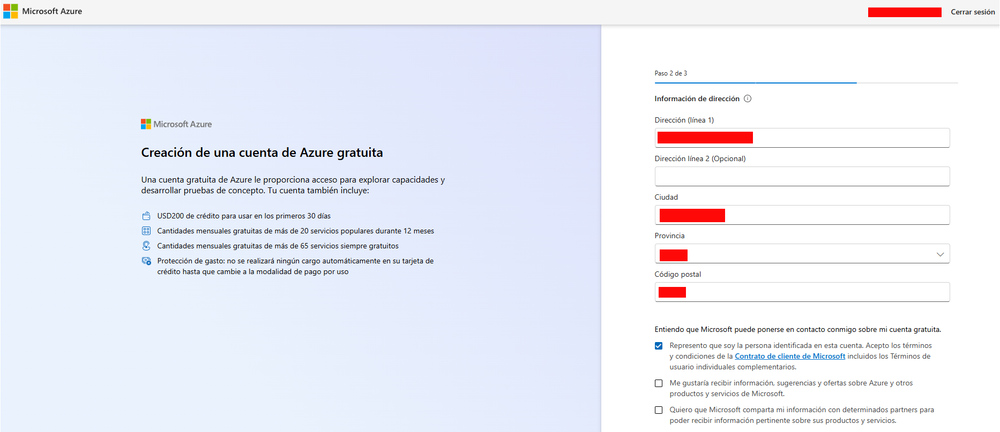 Microsoft Azure
Cerrar sesión
Microsoft Azure
Creación de una cuenta de Azure gratuita
Una cuenta gratuita de Azure le proporciona acceso para explorar capacidades y
desarrollar pruebas de concepto. Tu cuenta también incluye:
USD200 de crédito para usar en los primeros 30 días
Cantidades mensuales gratuitas de más de 20 servicios populares durante 12 meses
Cantidades mensuales gratuitas de más de 65 servicios siempre gratuitos
Protección de gasto: no se realizará ningún cargo automáticamente en su tarjeta de
crédito hasta que cambie a la modalidad de pago por uso
Paso 2 de 3
Información de dirección
Dirección (línea 1)
Dirección línea 2 (Opcional)
Ciudad
Provincia
Código postal
Entiendo que Microsoft puede ponerse en contacto conmigo sobre mi cuenta gratuita.
Represento que soy la persona identificada en esta cuenta. Acepto los términos
y condiciones de la Contrato de cliente de Microsoft incluidos los Términos de
usuario individuales complementarios.
Me gustaría recibir información, sugerencias y ofertas sobre Azure y otros
productos y servicios de Microsoft.
Quiero que Microsoft comparta mi información con determinados partners para
poder recibir información pertinente sobre sus productos y servicios.